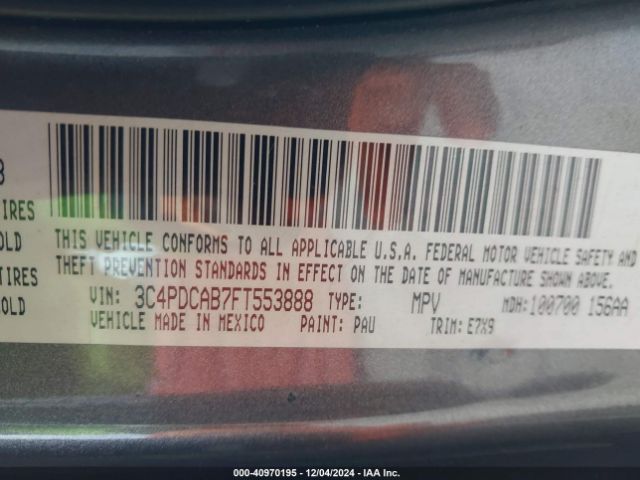 8
IRES
OLD
OLD
THIS VEHICLE CONFORMS TO ALL APPLICABLE U.S.A. FEDERAL MOTOR VEHICLE SAFETY AND
THEFT PREVENTION STANDARDS IN EFFECT ON THE DATE OF MANUFACTURE SHOWN ABOVE.
VIN: 3C4PDCAB7FT553888 TYPE: MPV MDH:100700 156AA
VEHICLE MADE IN MEXICO PAINT: PAU TRIM: E7X9
000-40970195 - 12/04/2024 - IAA Inc.